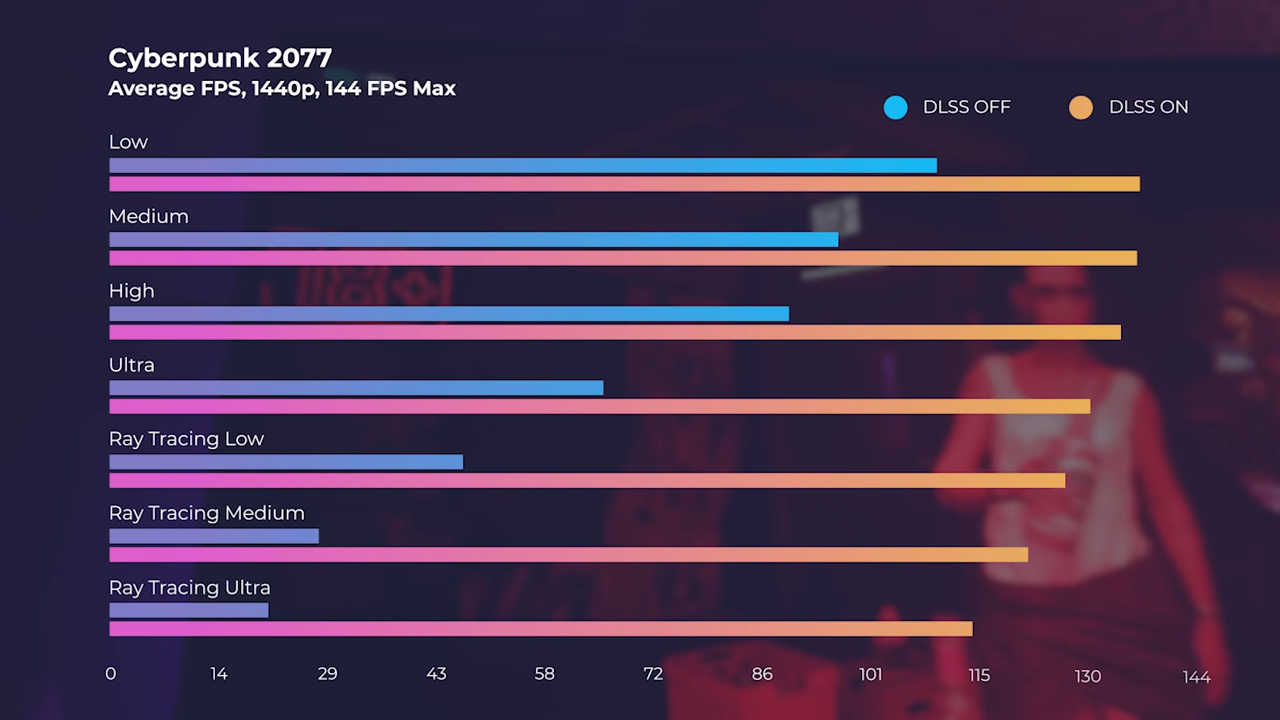 Cyberpunk 2077
Average FPS, 1440p, 144 FPS Max
DLSS OFF
DLSS ON
Low
Medium
High
Ultra
Ray Tracing Low
Ray Tracing Medium
Ray Tracing Ultra
0 14 29 43 58 72 86 101 115 130 144